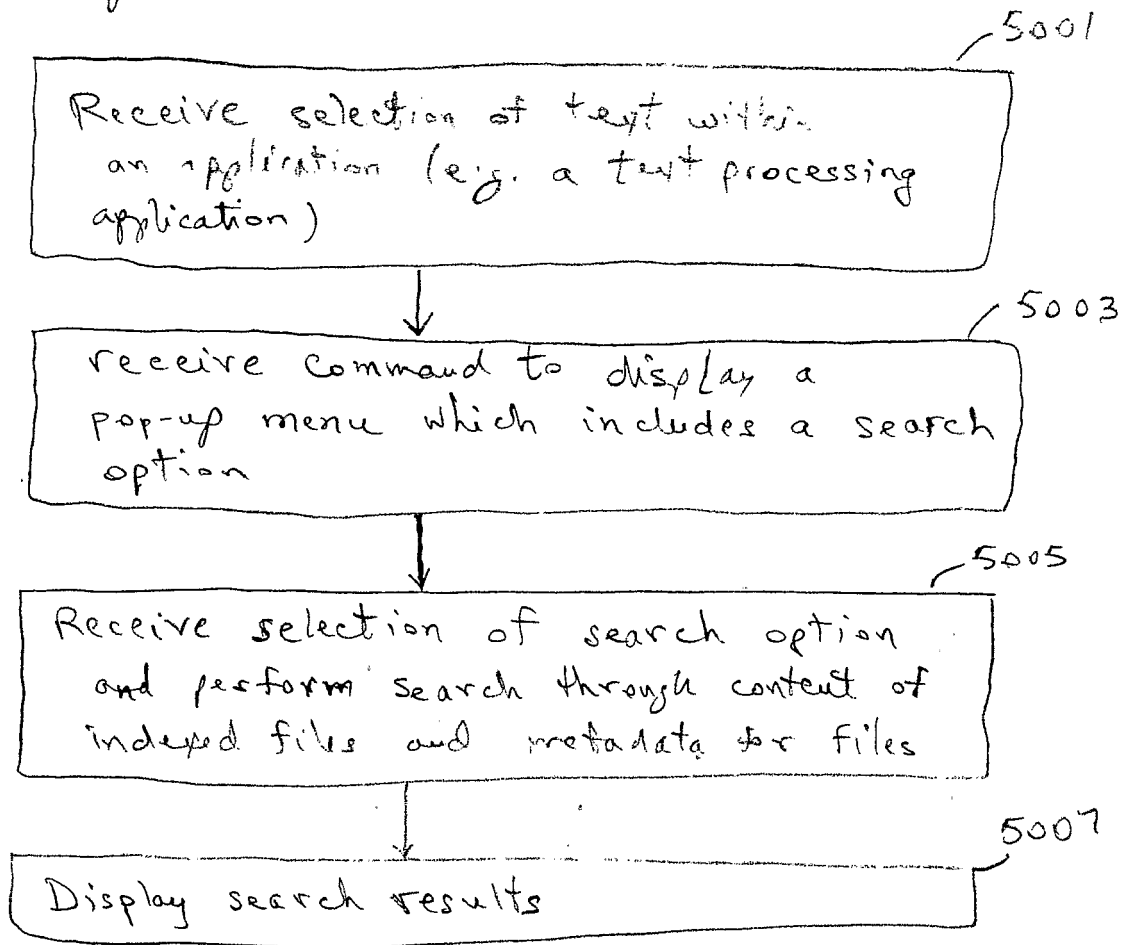 5001
Receive selection of text within
an application (e.g. a text processing
application)
5003
receive command to display a
pop-up menu which includes a search
option
5005
Receive selection of search option
and perform search through content of
indexed files and metadata for files
5007
Display search results